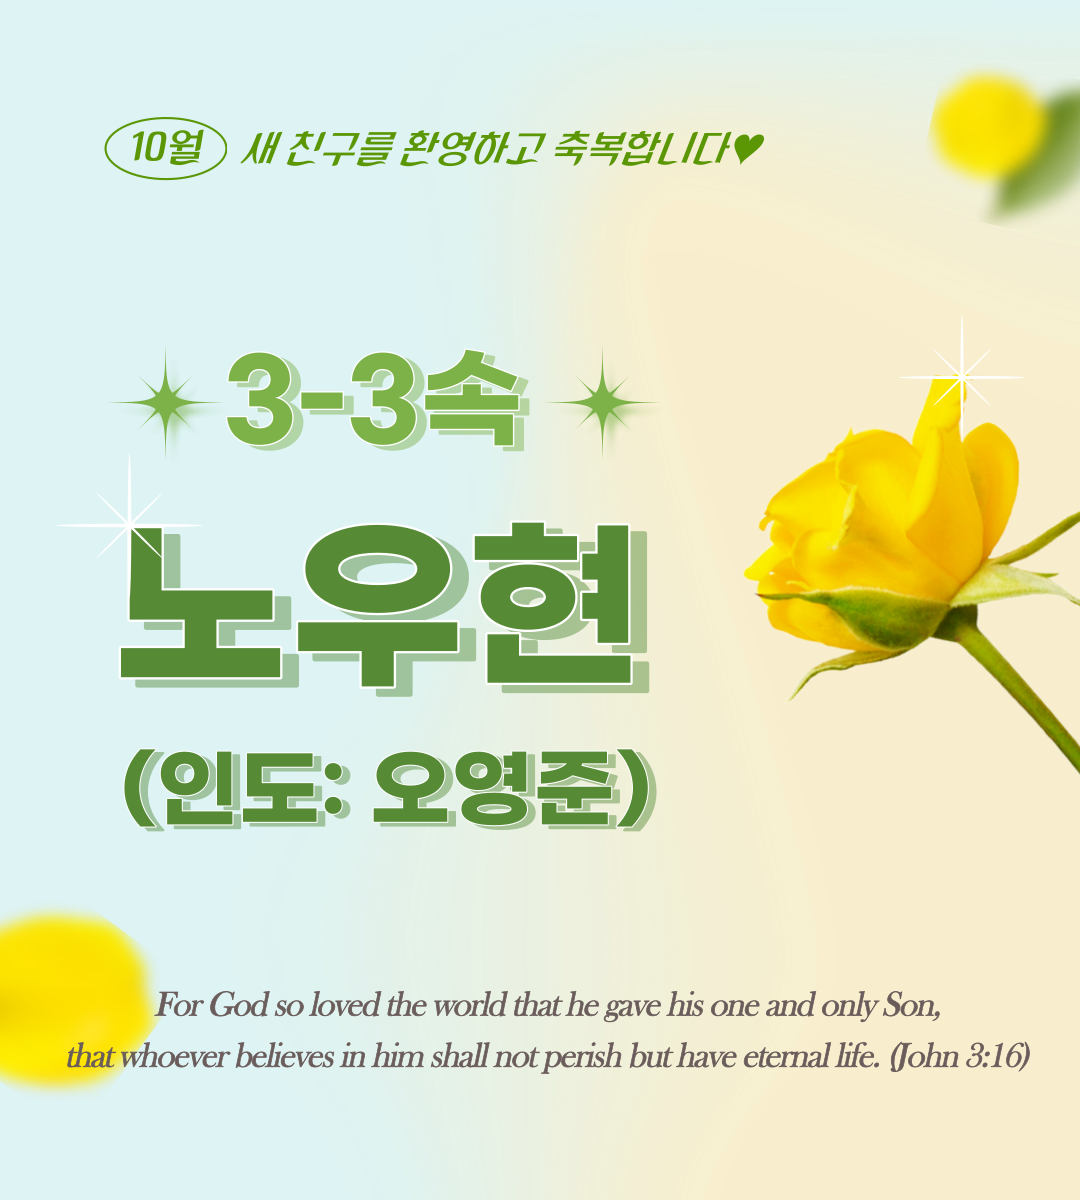 10월 새 친구를 환영하고 축복합니다♥
3-3속
노우현
(인도: 오영준)
For God so loved the world that he gave his one and only Son,
that whoever believes in him shall not perish but have eternal life. (John 3:16)